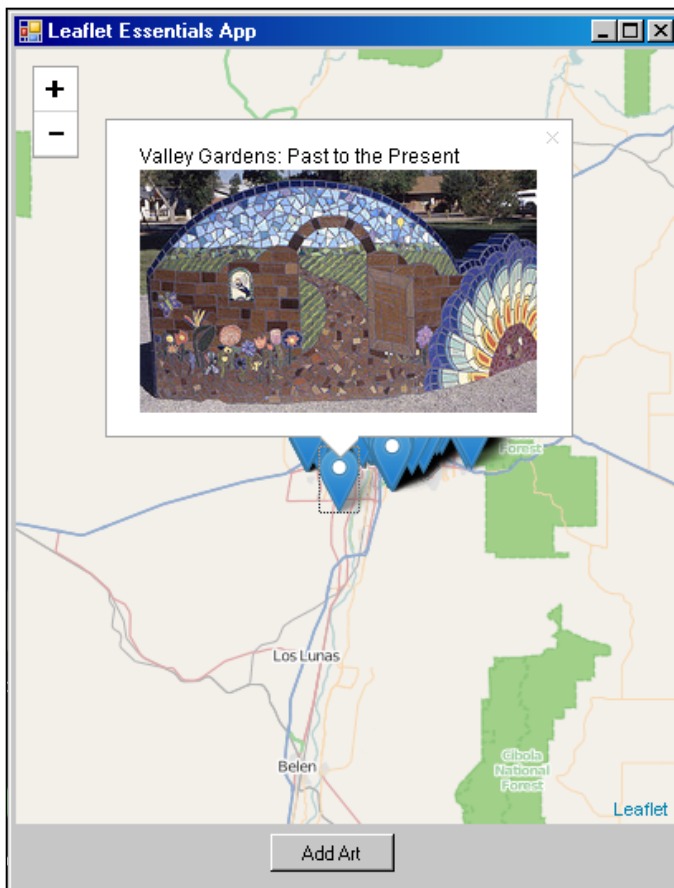 Leaflet Essentials App
+
−
×
Valley Gardens: Past to the Present
Forest
Los Lunas
Belen
Cibola
National
Forest
Leaflet
Add Art